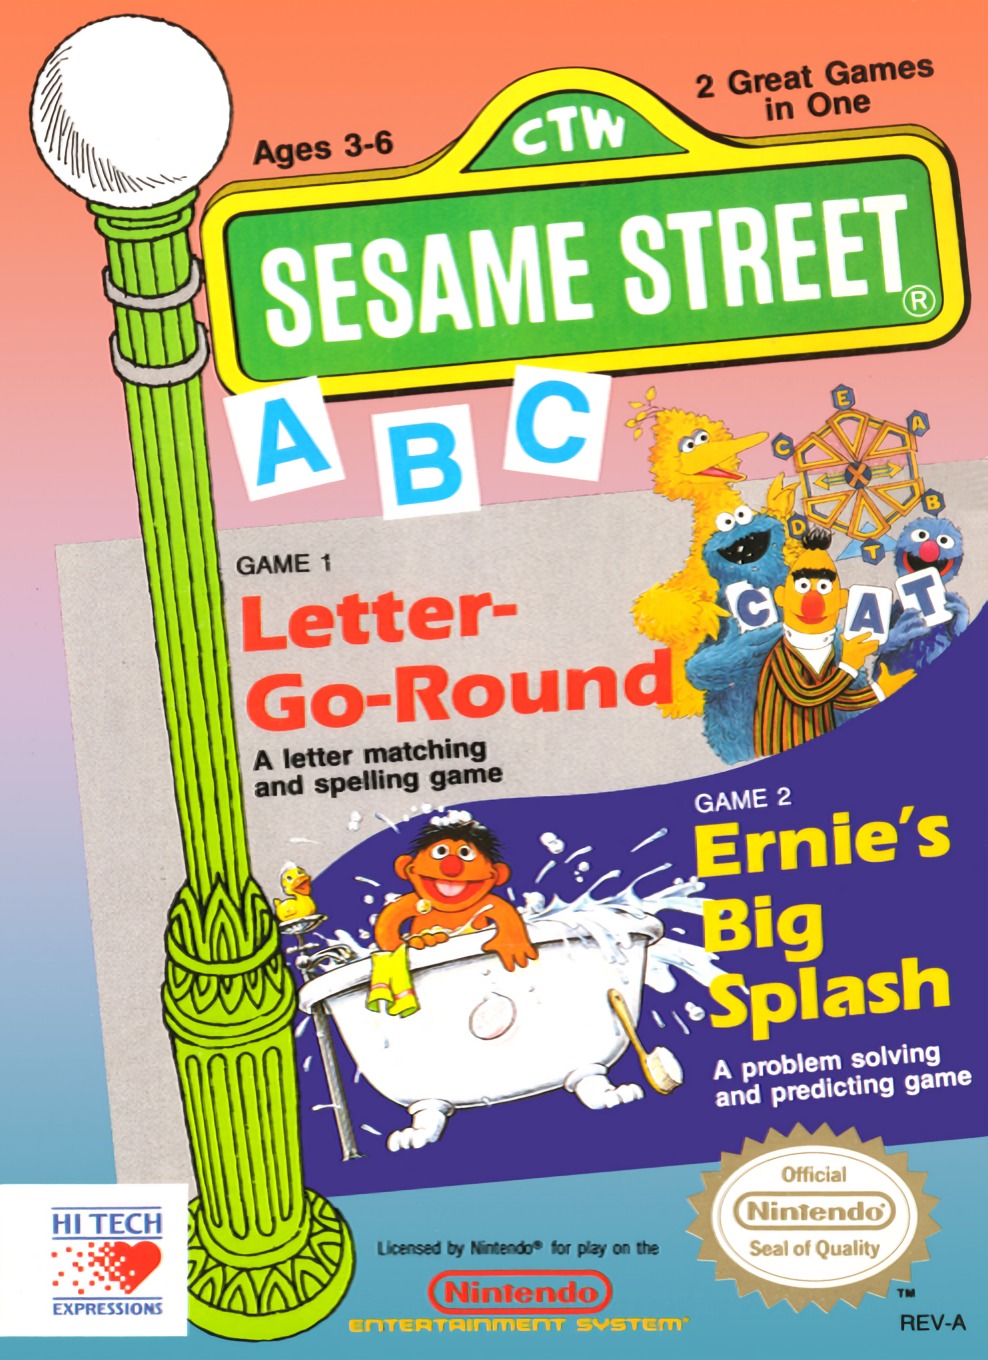 2 Great Games
in One
Ages 3-6
CTW
SESAME STREET®
A B C
E
A
C
B
D
T
X
GAME 1
Letter-
Go-Round
A letter matching
and spelling game
C A T
GAME 2
Ernie's
Big
Splash
A problem solving
and predicting game
HI TECH
EXPRESSIONS
Licensed by Nintendo® for play on the
Nintendo
ENTERTAINMENT SYSTEM®
Official
Nintendo®
Seal of Quality
TM
REV-A